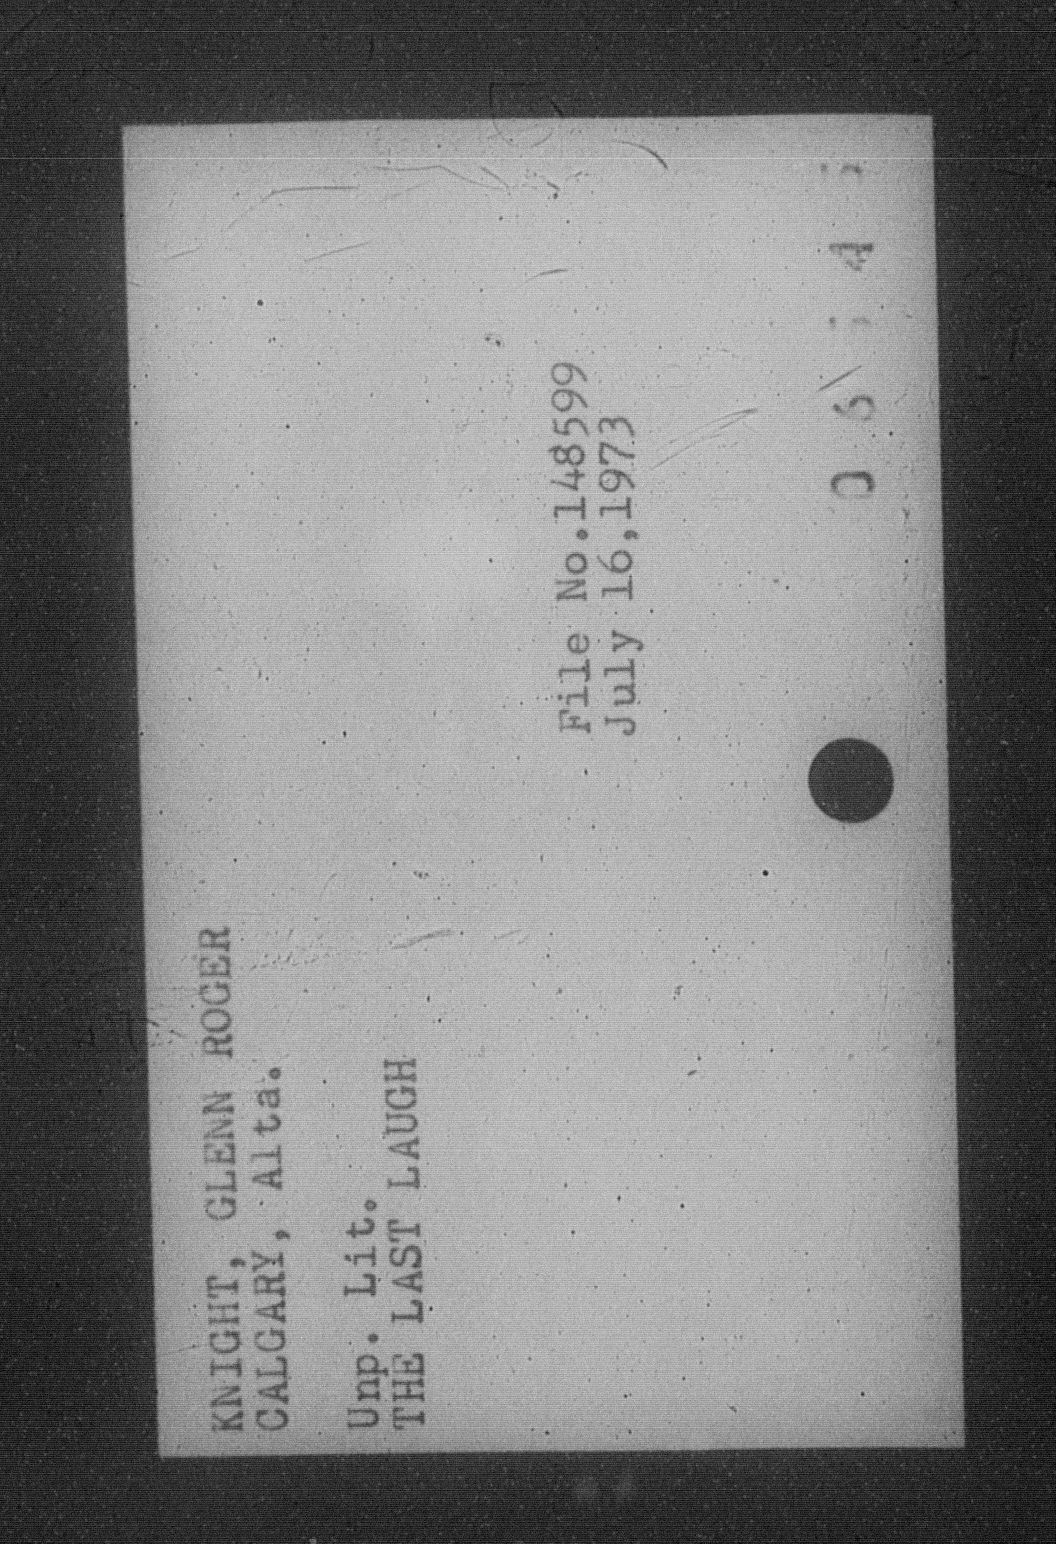 KNIGHT, GLENN ROGER
CALGARY, Alta.
Unp. Lit.
THE LAST LAUGH
File No.148599
July 16,1973